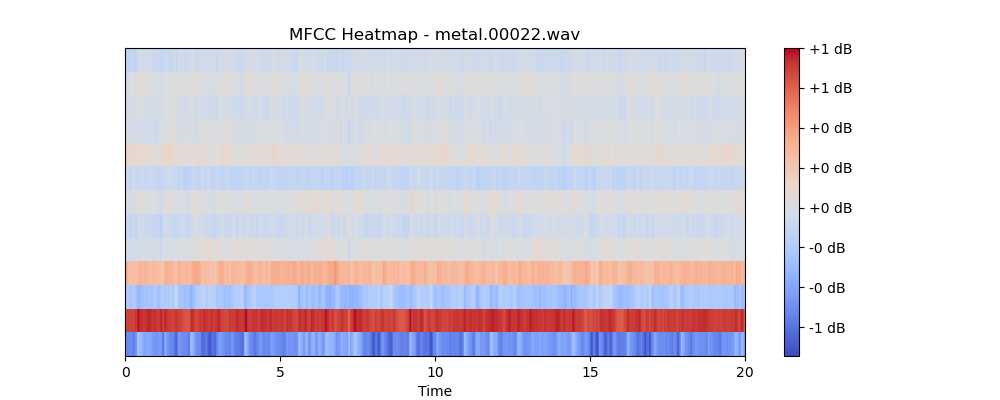 MFCC Heatmap - metal.00022.wav
+1 dB
+1 dB
+0 dB
+0 dB
+0 dB
-0 dB
-0 dB
-1 dB
0 5 10 15 20
Time